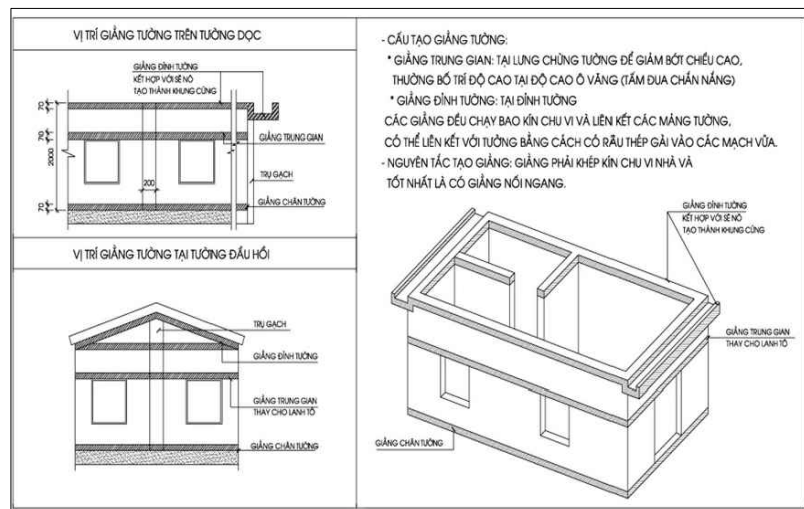 VỊ TRÍ GIẰNG TƯỜNG TRÊN TƯỜNG DỌC
GIẰNG ĐỈNH TƯỜNG
KẾT HỢP VỚI SÊ NÔ
TẠO THÀNH KHUNG CỨNG
70
70
2000
70
200
GIẰNG TRUNG GIAN
TRỤ GẠCH
GIẰNG CHÂN TƯỜNG
VỊ TRÍ GIẰNG TƯỜNG TẠI TƯỜNG ĐẦU HỒI
TRỤ GẠCH
GIẰNG ĐỈNH TƯỜNG
GIẰNG TRUNG GIAN
THAY CHO LANH TÔ
GIẰNG CHÂN TƯỜNG
- CẤU TẠO GIẰNG TƯỜNG:
* GIẰNG TRUNG GIAN: TẠI LƯNG CHỪNG TƯỜNG ĐỂ GIẢM BỚT CHIỀU CAO,
THƯỜNG BỐ TRÍ ĐỘ CAO TẠI ĐỘ CAO Ô VĂNG (TẤM ĐUA CHẮN NẮNG)
* GIẰNG ĐỈNH TƯỜNG: TẠI ĐỈNH TƯỜNG
CÁC GIẰNG ĐỀU CHẠY BAO KÍN CHU VI VÀ LIÊN KẾT CÁC MẢNG TƯỜNG,
CÓ THỂ LIÊN KẾT VỚI TƯỜNG BẰNG CÁCH CÓ RÂU THÉP GÀI VÀO CÁC MẠCH VỮA.
- NGUYÊN TẮC TẠO GIẰNG: GIẰNG PHẢI KHÉP KÍN CHU VI NHÀ VÀ
TỐT NHẤT LÀ CÓ GIẰNG NỐI NGANG.
GIẰNG ĐỈNH TƯỜNG
KẾT HỢP VỚI SÊ NÔ
TẠO THÀNH KHUNG CỨNG
GIẰNG TRUNG GIAN
THAY CHO LANH TÔ
GIẰNG CHÂN TƯỜNG